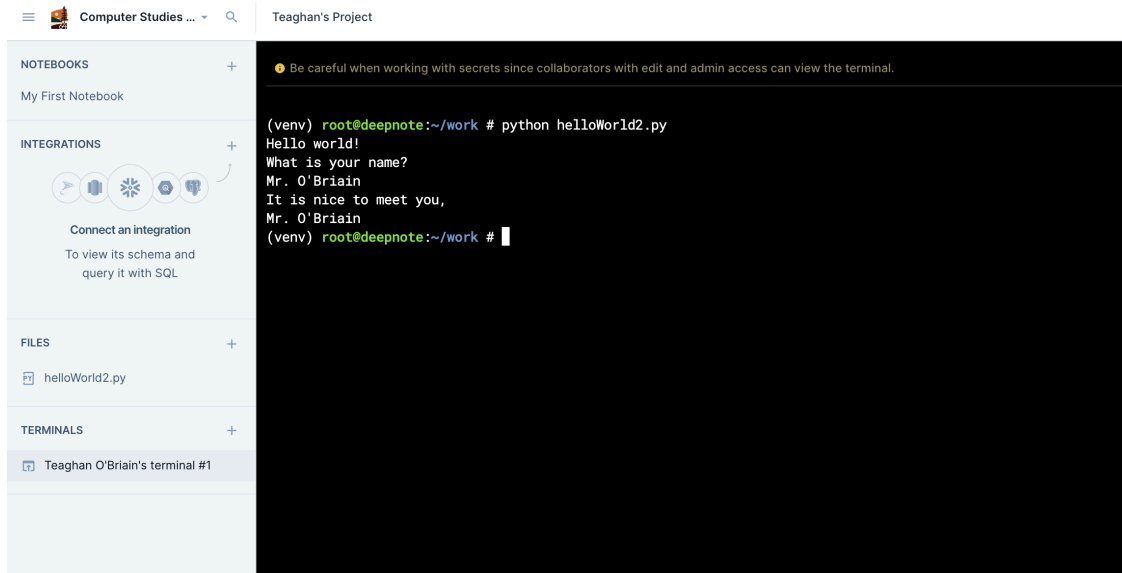 Computer Studies ...
Teaghan's Project
NOTEBOOKS
My First Notebook
INTEGRATIONS
Connect an integration
To view its schema and
query it with SQL
FILES
PY helloWorld2.py
TERMINALS
Teaghan O'Briain's terminal #1
Be careful when working with secrets since collaborators with edit and admin access can view the terminal.
(venv) root@deepnote:~/work # python helloWorld2.py
Hello world!
What is your name?
Mr. O'Briain
It is nice to meet you,
Mr. O'Briain
(venv) root@deepnote:~/work #